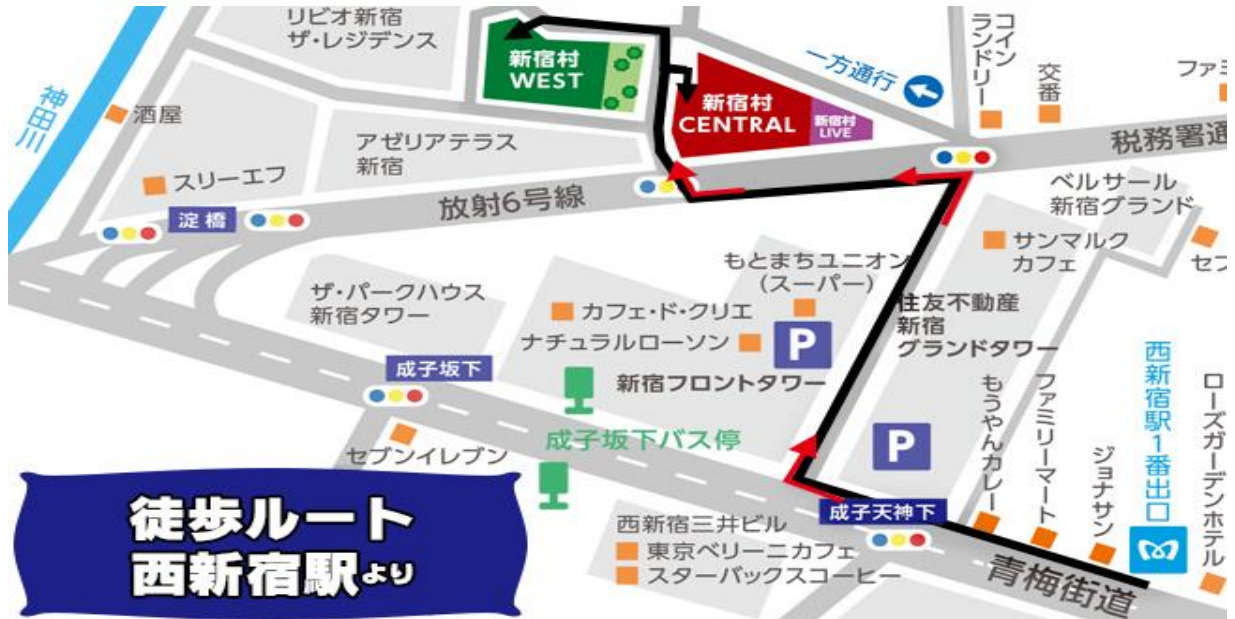 リビオ新宿
ザ・レジデンス
新宿村
WEST
新宿村
CENTRAL
新宿村
LIVE
一方通行
コイン
ランドリー
交番
ファミ
税務署通
神田川
酒屋
アゼリアテラス
新宿
スリーエフ
淀橋
放射6号線
ベルサール
新宿グランド
サンマルク
カフェ
セブ
もとまちユニオン
(スーパー)
ザ・パークハウス
新宿タワー
カフェ・ド・クリエ
ナチュラルローソン
P
住友不動産
新宿
グランドタワー
成子坂下
新宿フロントタワー
成子坂下バス停
セブンイレブン
P
もうやんカレー
ファミリーマート
ジョナサン
西新宿駅1番出口
ローズガーデンホテル
成子天神下
西新宿三井ビル
東京ベリーニカフェ
スターバックスコーヒー
青梅街道
徒歩ルート
西新宿駅より